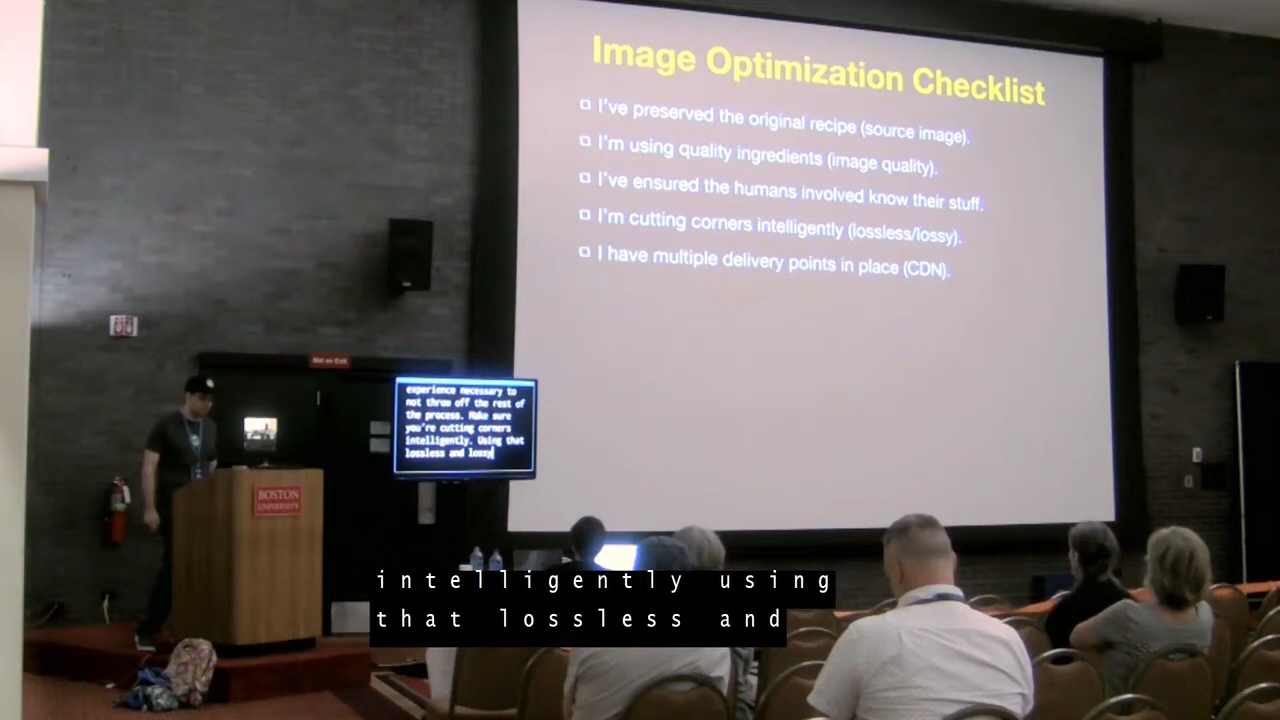 Image Optimization Checklist
I've preserved the original recipe (source image).
I'm using quality ingredients (image quality).
I've ensured the humans involved know their stuff.
I'm cutting corners intelligently (lossless/lossy).
I have multiple delivery points in place (CDN).
Not an Exit
experience necessary to
not throw off the rest of
the process. Make sure
you're cutting corners
intelligently. Using that
lossless and lossy
BOSTON
UNIVERSITY
intelligently using
that lossless and